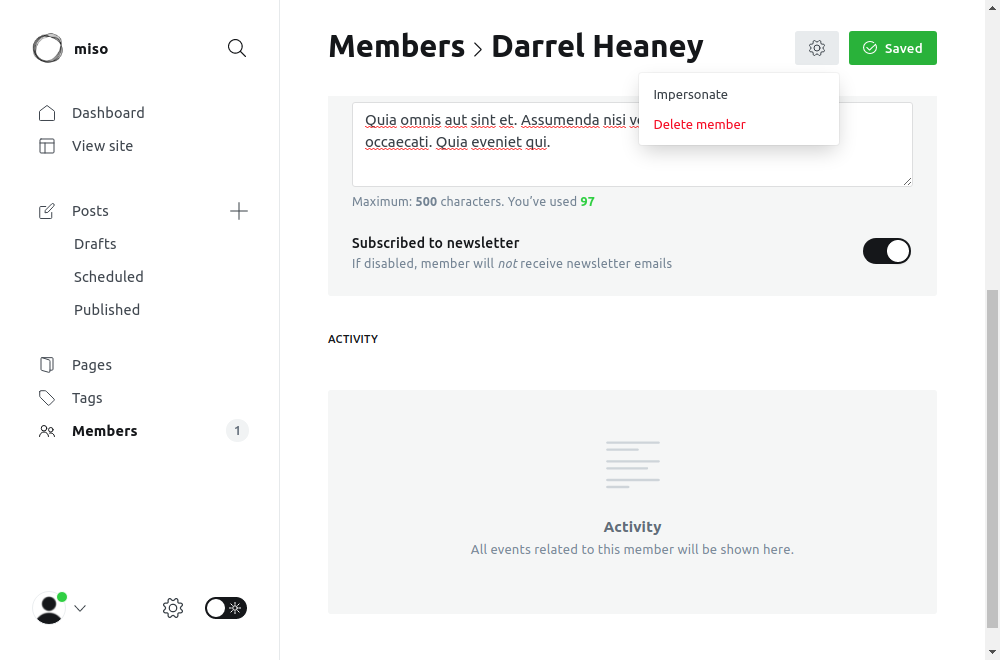 miso
Dashboard
View site
Posts
Drafts
Scheduled
Published
Pages
Tags
Members 1
Members > Darrel Heaney
Saved
Impersonate
Delete member
Quia omnis aut sint et. Assumenda nisi
occaecati. Quia eveniet qui.
Maximum: 500 characters. You’ve used 97
Subscribed to newsletter
If disabled, member will not receive newsletter emails
ACTIVITY
Activity
All events related to this member will be shown here.